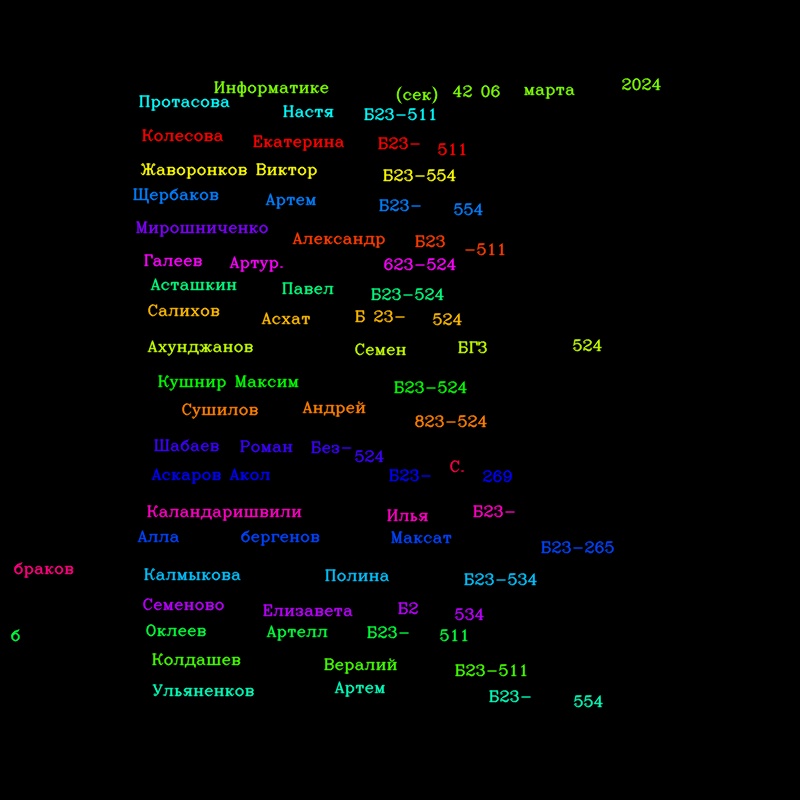 Информатике (сек) 42 06 марта 2024
Протасова Настя Б23-511
Колесова Екатерина Б23- 511
Жаворонков Виктор Б23-554
Щербаков Артем Б23- 554
Мирошниченко Александр Б23 -511
Галеев Артур. 623-524
Асташкин Павел Б23-524
Салихов Асхат Б 23- 524
Ахунджанов Семен БГЗ 524
Кушнир Максим Б23-524
Сушилов Андрей 823-524
Шабаев Роман Без- 524
Аскаров Акол Б23- С. 269
Каландаришвили Илья Б23-
Алла бергенов Максат Б23-265
браков
Калмыкова Полина Б23-534
Семеново Елизавета Б2 534
б Оклеев Артелл Б23- 511
Колдашев Вералий Б23-511
Ульяненков Артем Б23- 554